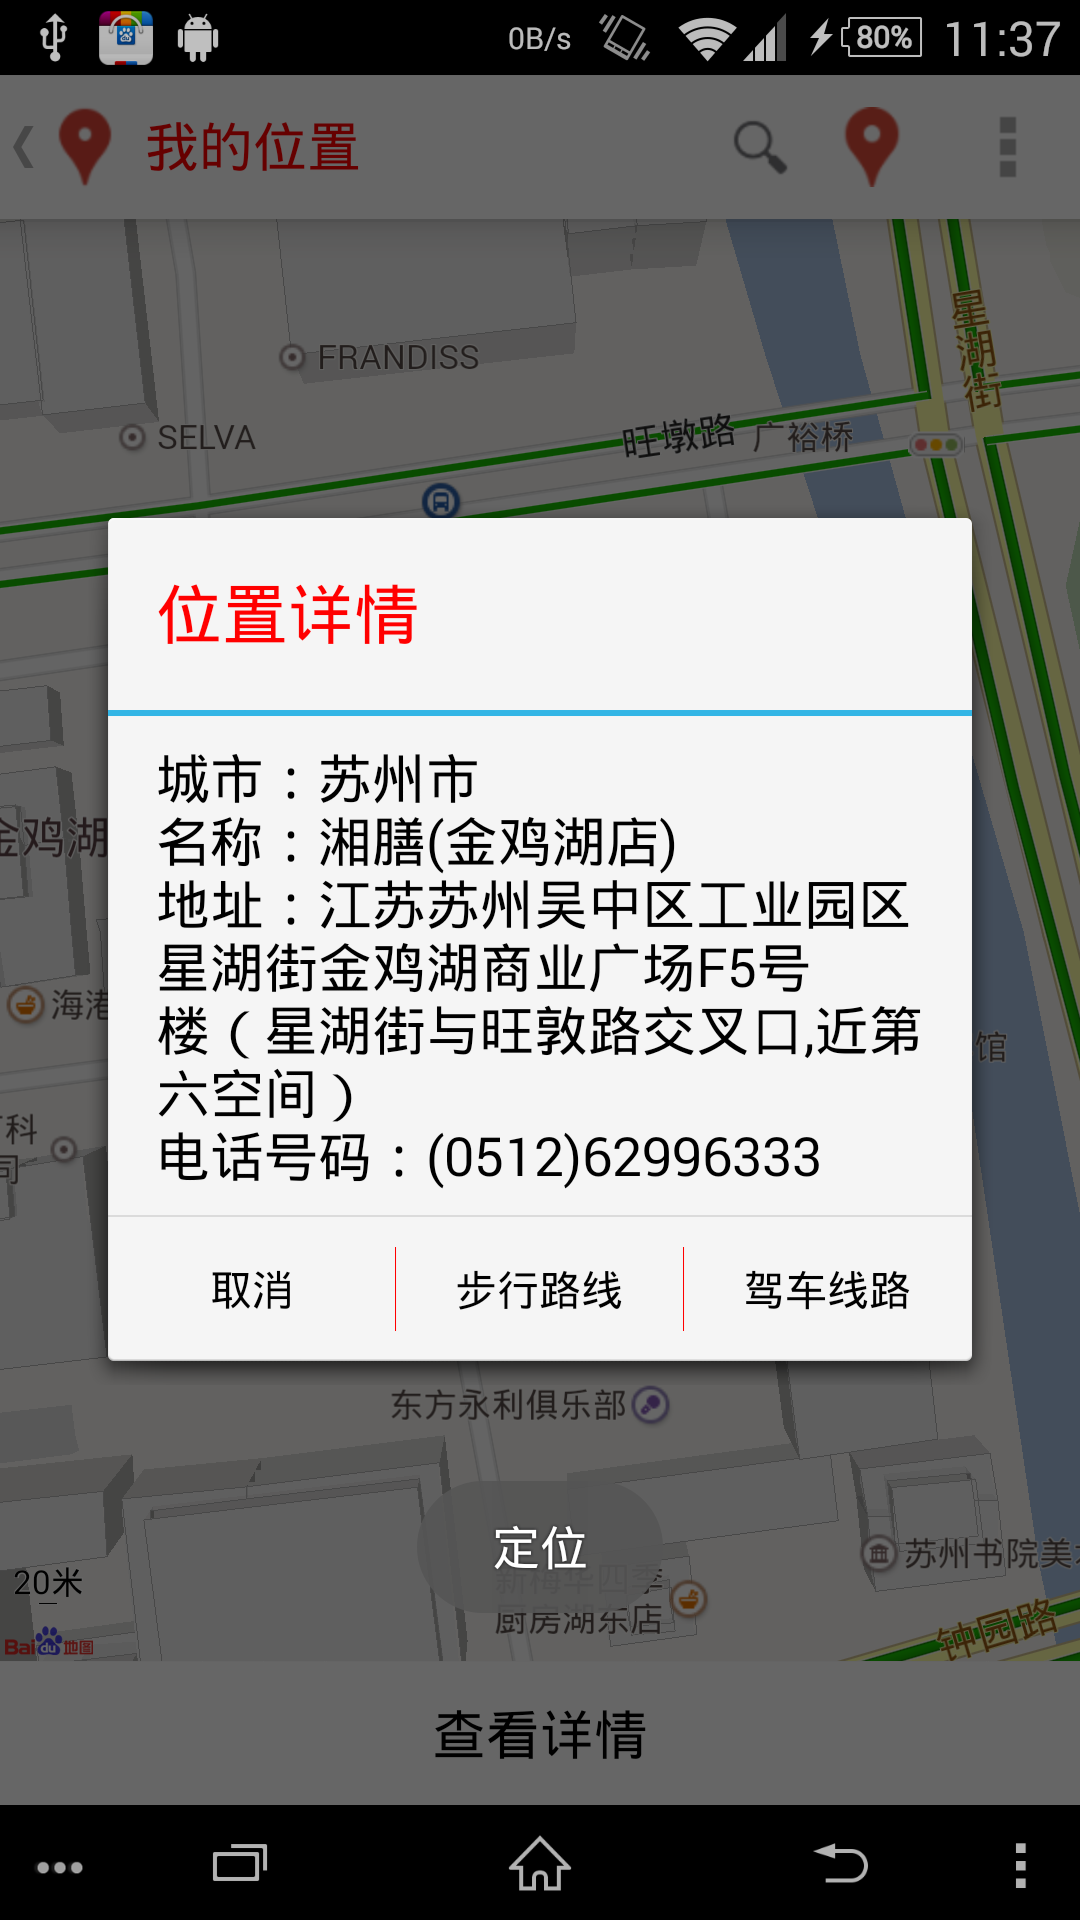 0B/s 80% 11:37
我的位置
FRANDISS
SELVA
星湖街
旺墩路 广裕桥
位置详情
城市：苏州市
名称：湘膳(金鸡湖店)
地址：江苏苏州吴中区工业园区
星湖街金鸡湖商业广场F5号
楼（星湖街与旺敦路交叉口,近第
六空间）
电话号码：(0512)62996333
金鸡湖
海港
馆
科
司
取消 步行路线 驾车线路
东方永利俱乐部
定位
苏州书院美
新梅华四季
厨房湖东店
20米
Bai du 地图
钟园路
查看详情